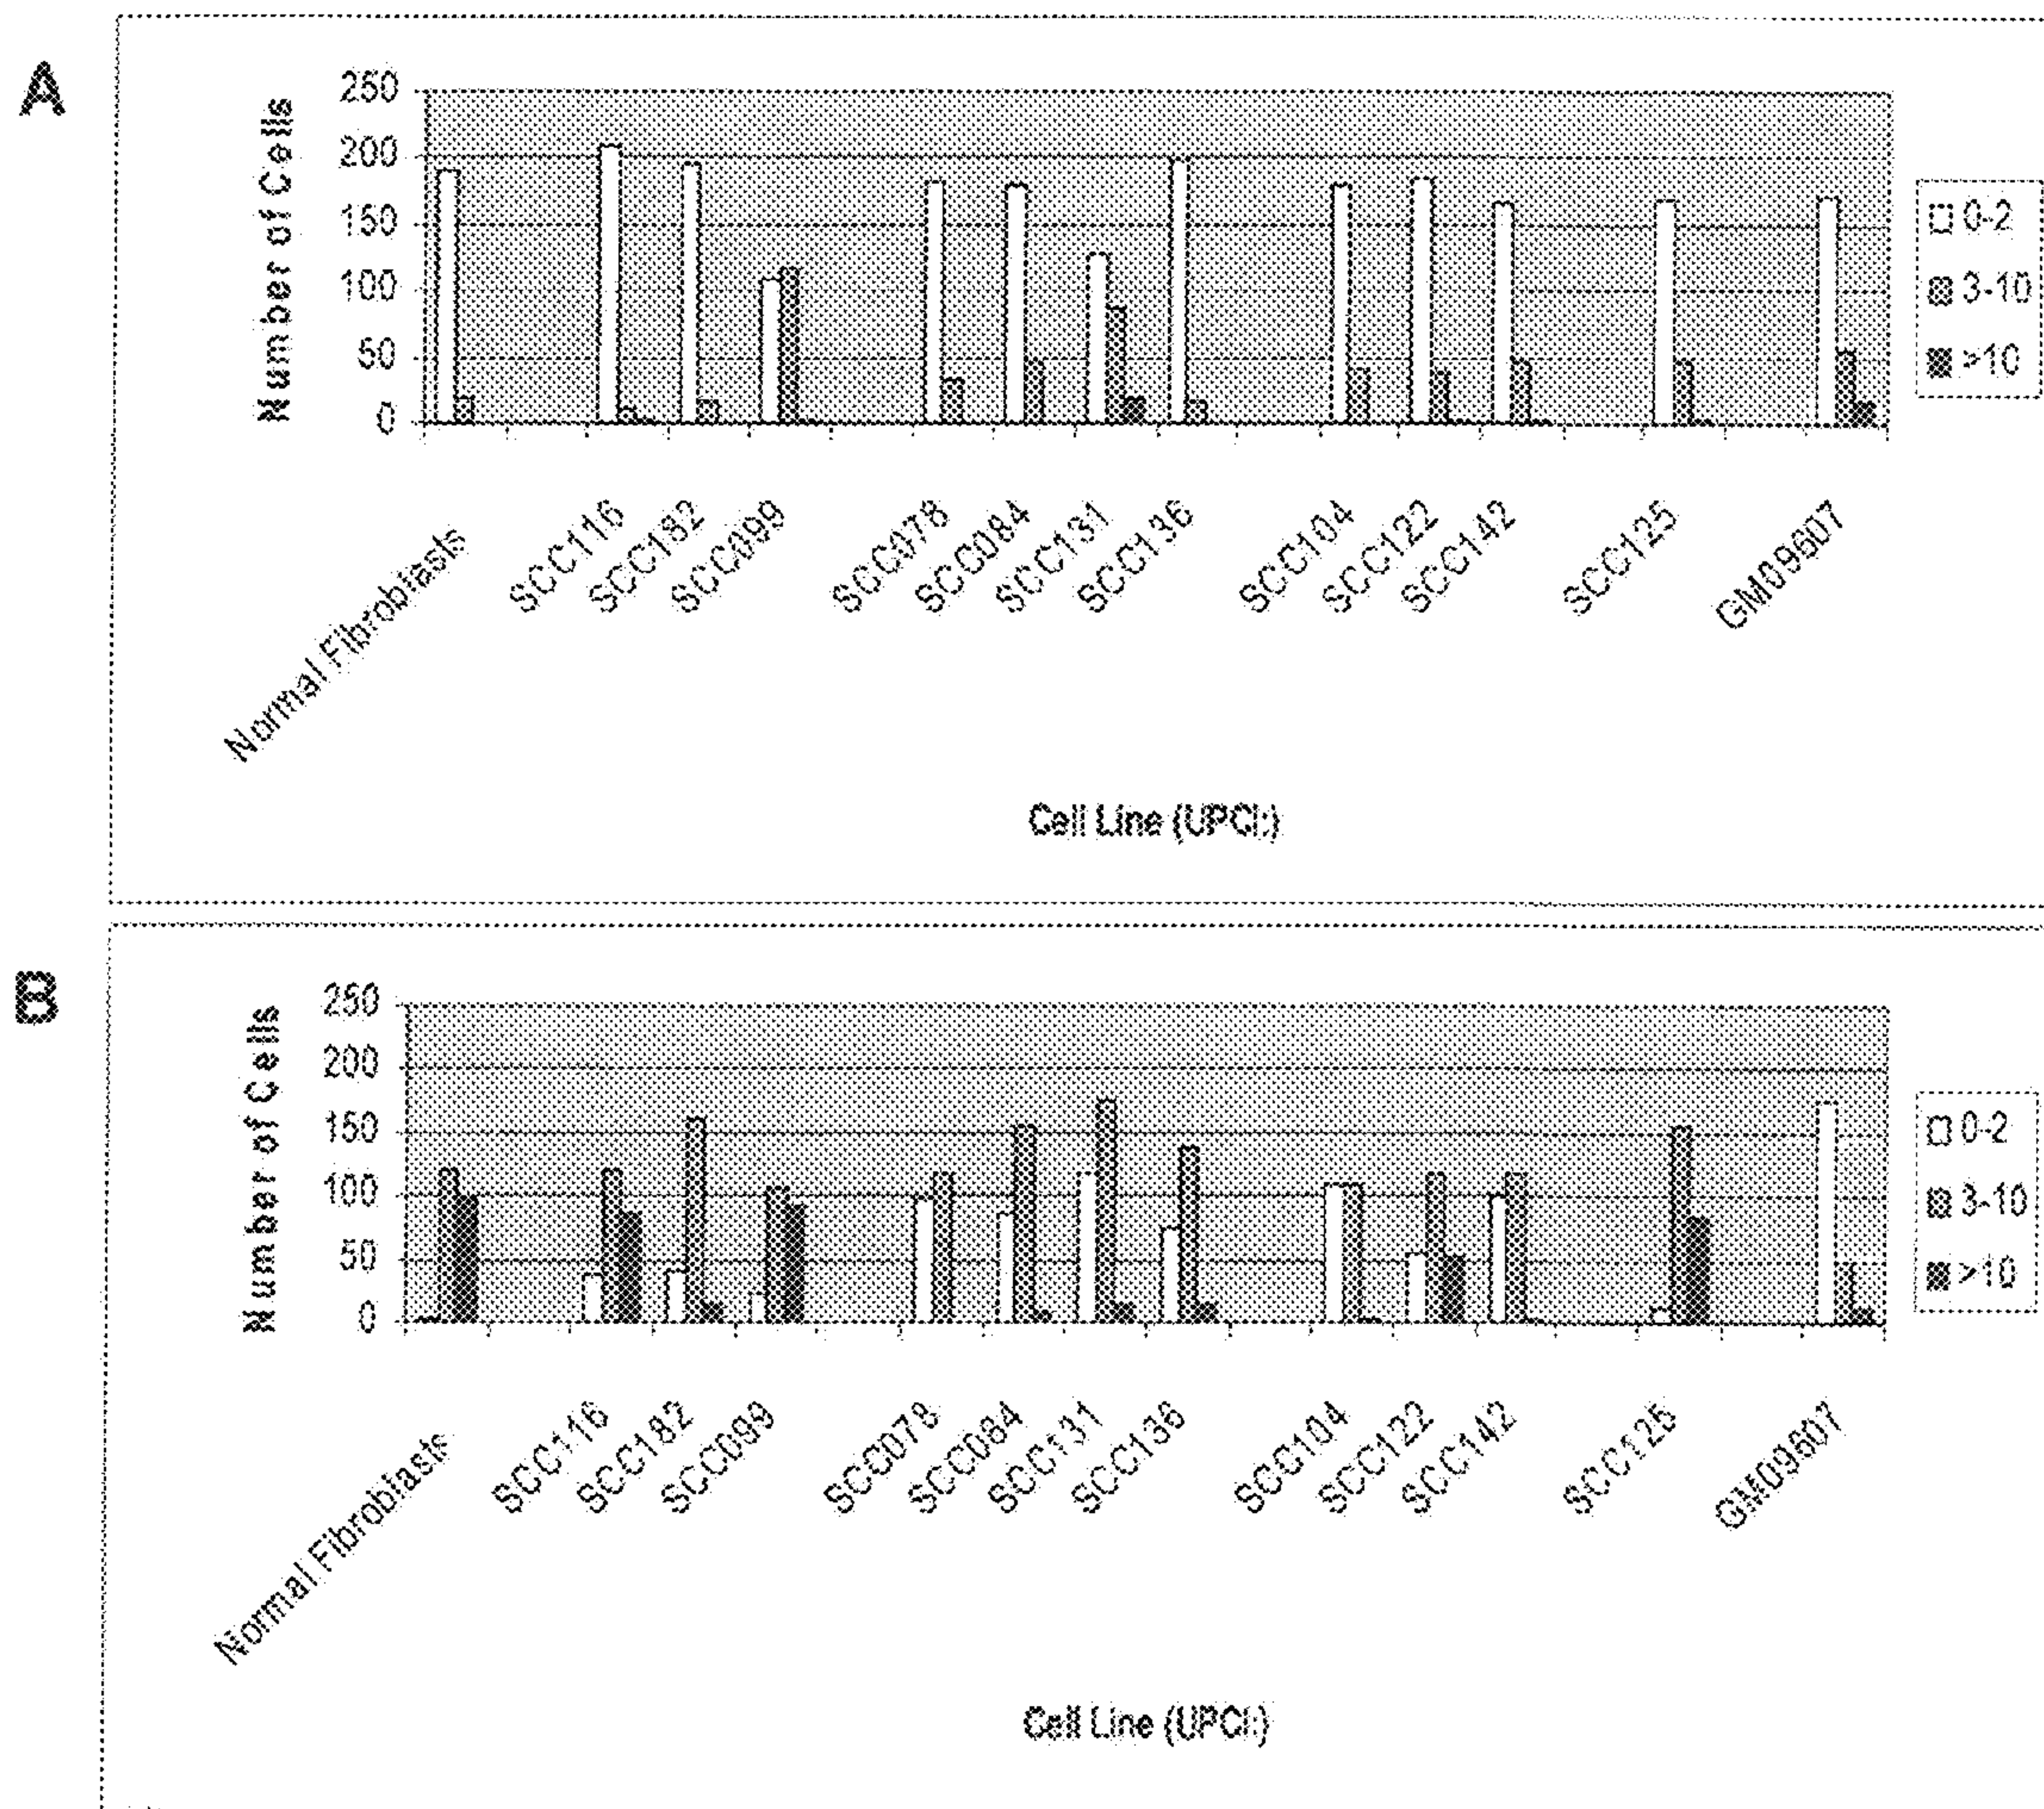 A
Number of Cells
250
200
150
100
50
0
0-2
3-10
>10
Normal Fibroblasts
SCC116
SCC182
SCC099
SCC078
SCC084
SCC131
SCC136
SCC104
SCC122
SCC142
SCC125
GM09607
Cell Line (UPCI:)
B
Number of Cells
250
200
150
100
50
0
0-2
3-10
>10
Normal Fibroblasts
SCC116
SCC182
SCC099
SCC078
SCC084
SCC131
SCC136
SCC104
SCC122
SCC142
SCC125
GM09607
Cell Line (UPCI:)